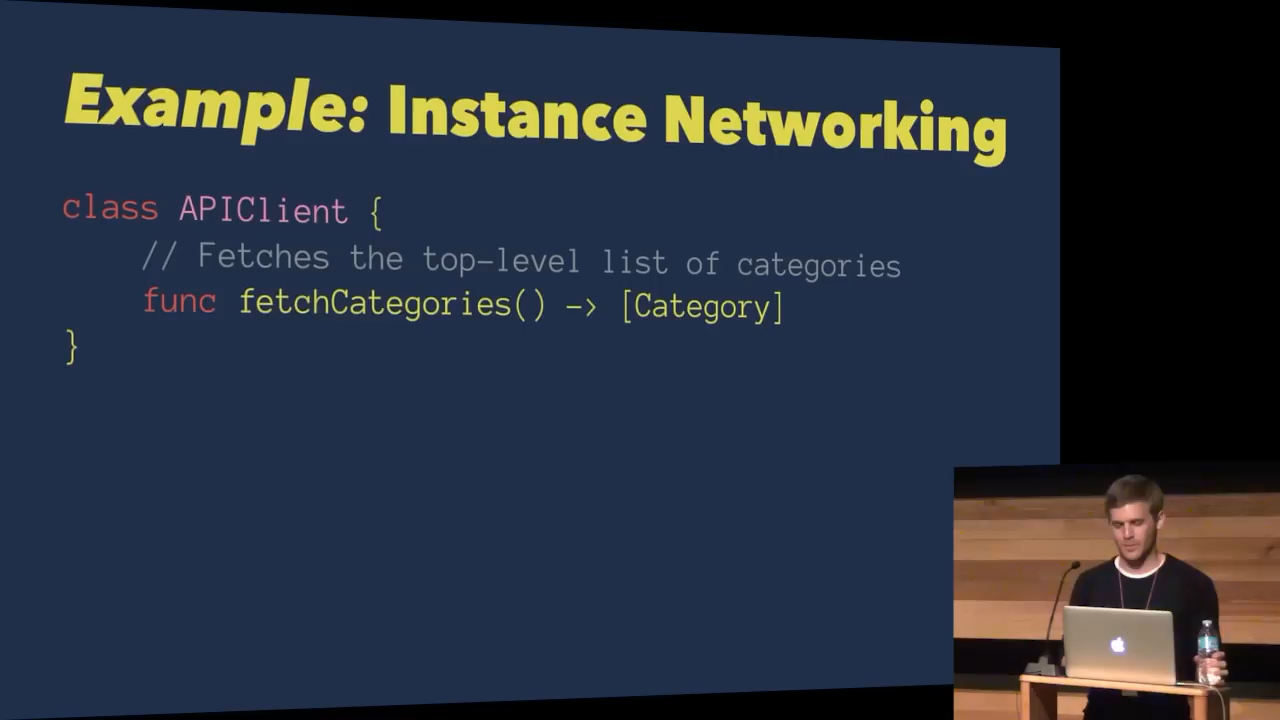 Example: Instance Networking
class APIClient {
// Fetches the top-level list of categories
func fetchCategories() -> [Category]
}